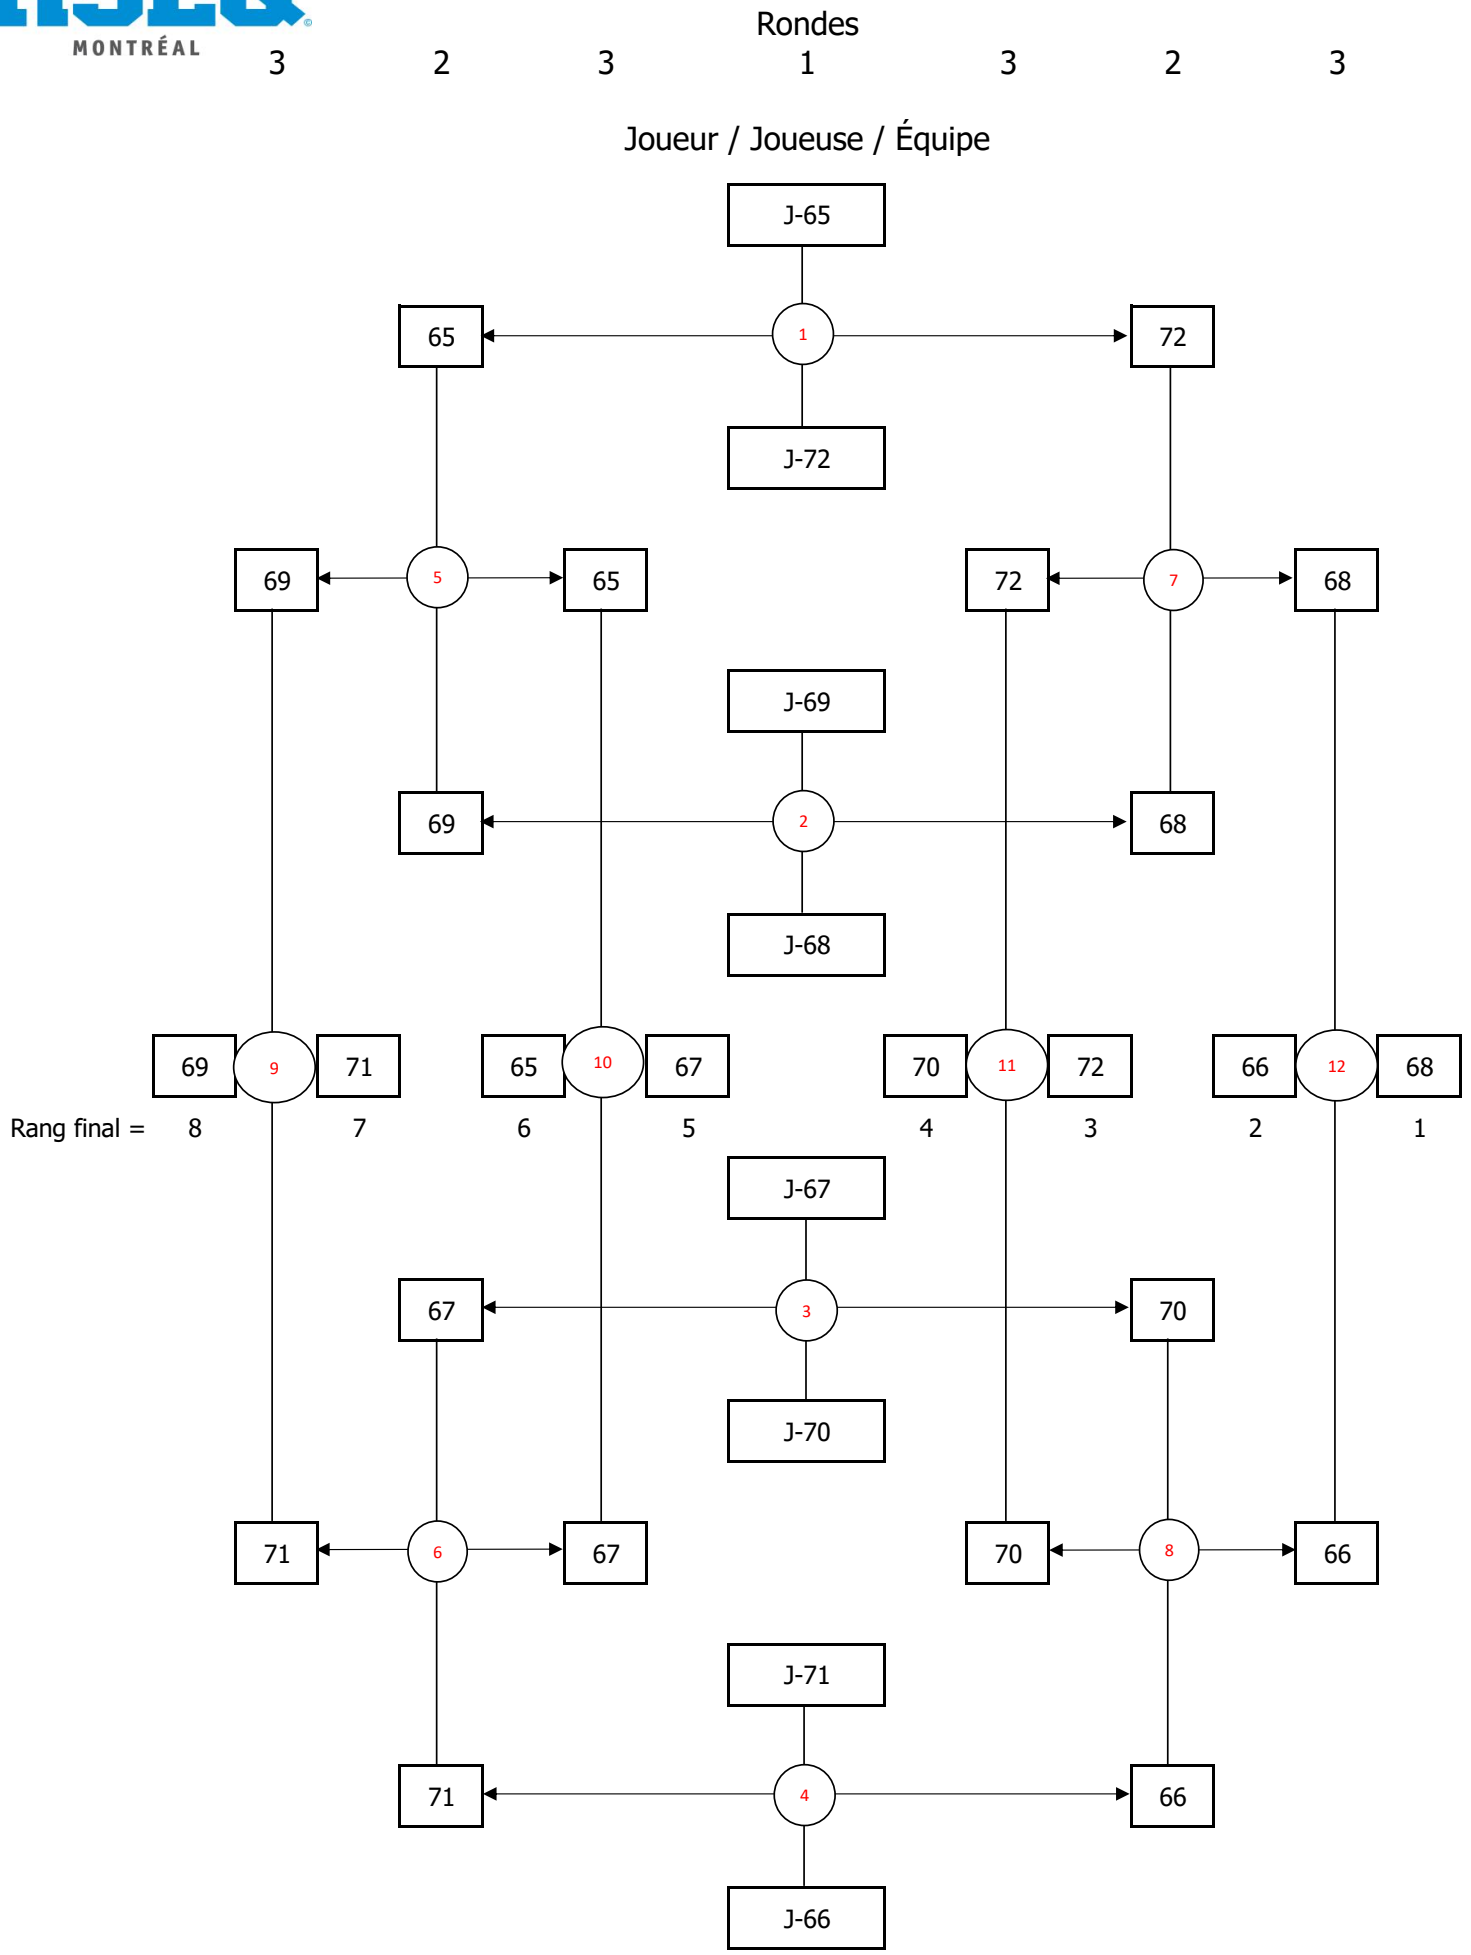 MONTRÉAL
Rondes
3 2 3 1 3 2 3
Joueur / Joueuse / Équipe
J-65
65 1 72
J-72
69 5 65 72 7 68
J-69
69 2 68
J-68
69 9 71 65 10 67 70 11 72 66 12 68
Rang final = 8 7 6 5 4 3 2 1
J-67
67 3 70
J-70
71 6 67 70 8 66
J-71
71 4 66
J-66